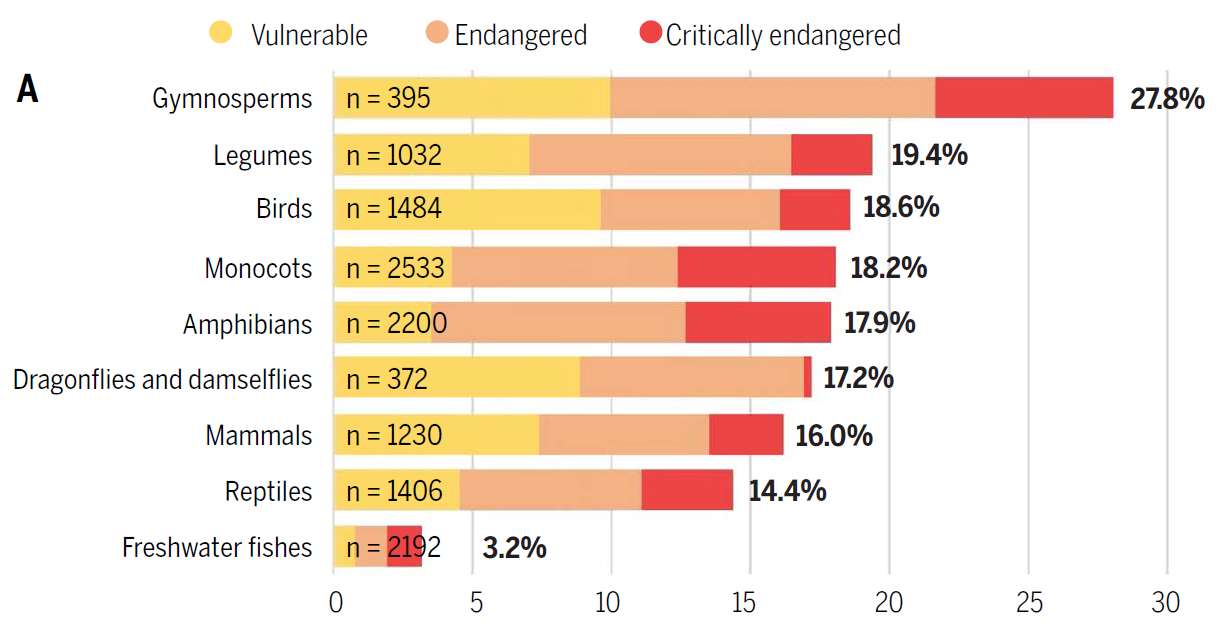 Vulnerable Endangered Critically endangered
A
Gymnosperms n = 395 27.8%
Legumes n = 1032 19.4%
Birds n = 1484 18.6%
Monocots n = 2533 18.2%
Amphibians n = 2200 17.9%
Dragonflies and damselflies n = 372 17.2%
Mammals n = 1230 16.0%
Reptiles n = 1406 14.4%
Freshwater fishes n = 2192 3.2%
0 5 10 15 20 25 30